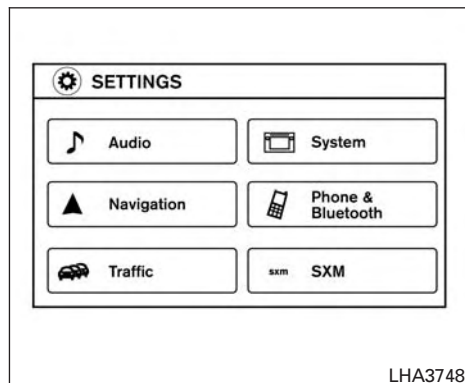 SETTINGS
Audio
System
Navigation
Phone &
Bluetooth
Traffic
sxm SXM
LHA3748